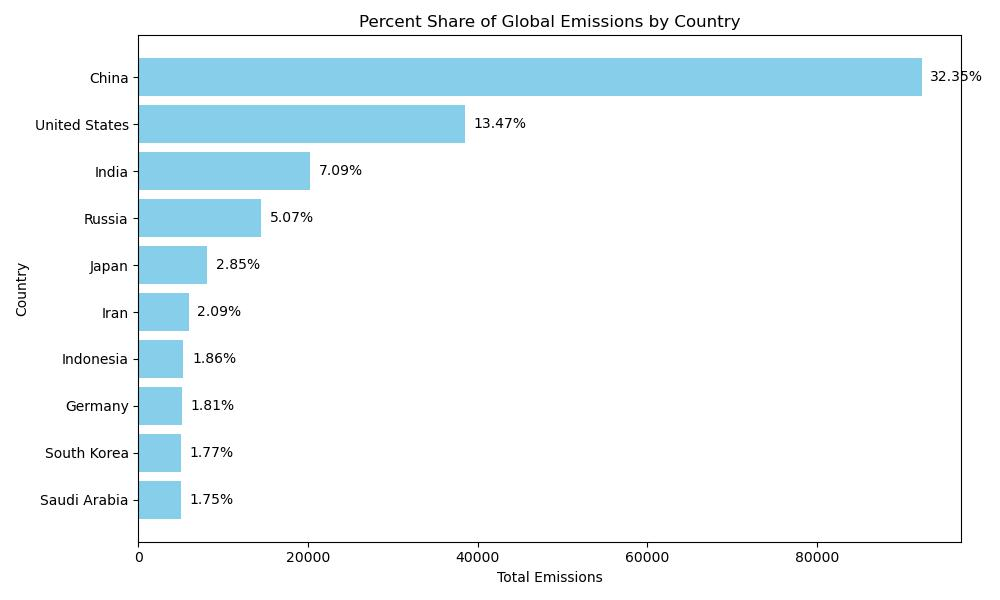 Percent Share of Global Emissions by Country
China 32.35%
United States 13.47%
India 7.09%
Russia 5.07%
Japan 2.85%
Iran 2.09%
Indonesia 1.86%
Germany 1.81%
South Korea 1.77%
Saudi Arabia 1.75%
Country
0 20000 40000 60000 80000
Total Emissions